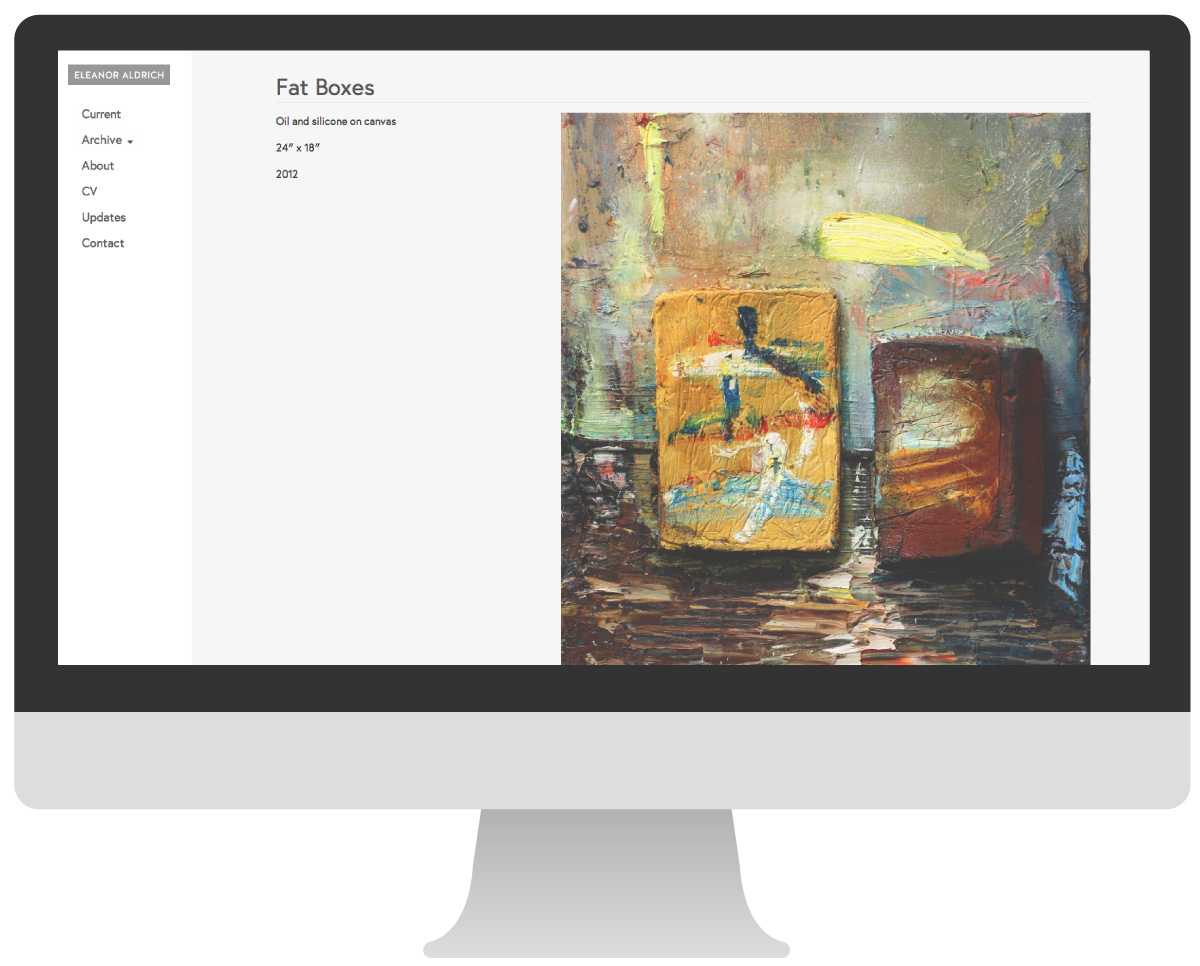 ELEANOR ALDRICH
Current
Archive
About
CV
Updates
Contact
Fat Boxes
Oil and silicone on canvas
24” x 18”
2012